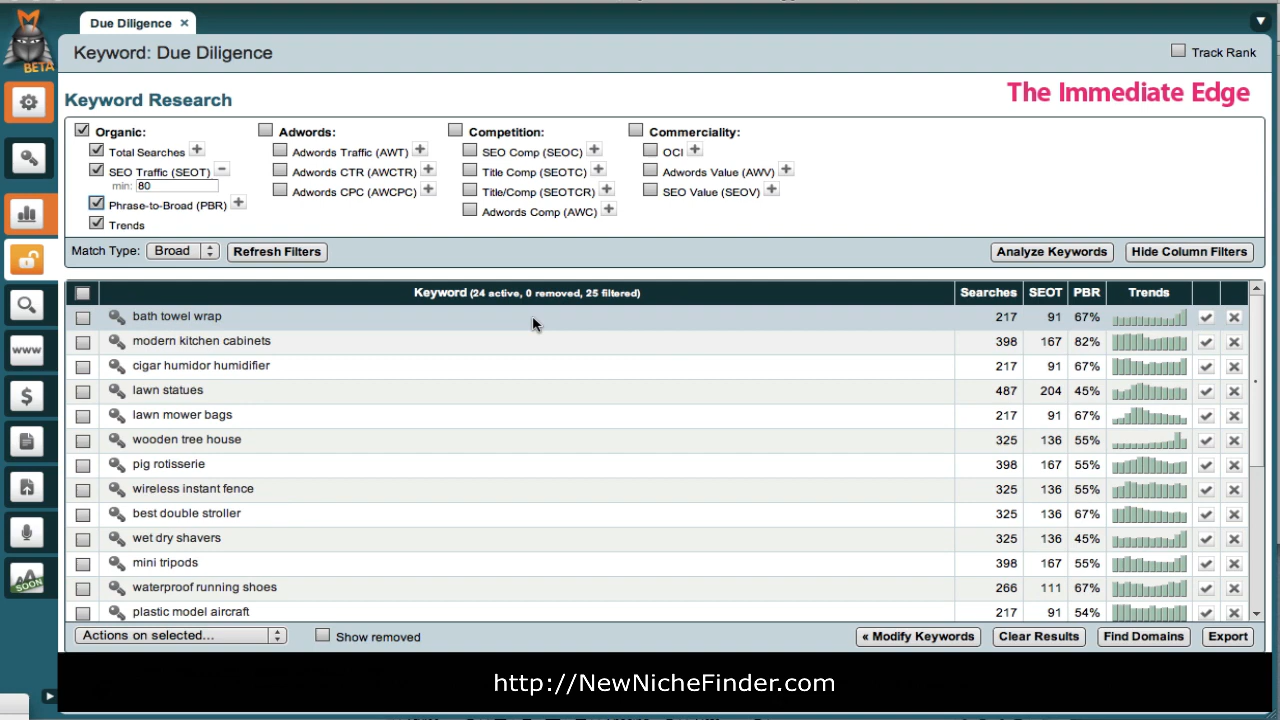 Due Diligence ×
BETA
Keyword: Due Diligence
Track Rank
The Immediate Edge
Keyword Research
Organic: Adwords: Competition: Commerciality:
Total Searches + Adwords Traffic (AWT) + SEO Comp (SEOC) + OCI +
SEO Traffic (SEOT) − Adwords CTR (AWCTR) + Title Comp (SEOTC) + Adwords Value (AWV) +
min: 80
Adwords CPC (AWCPC) + Title/Comp (SEOTCR) + SEO Value (SEOV) +
Phrase-to-Broad (PBR) + Adwords Comp (AWC) +
Trends
Match Type: Broad Refresh Filters Analyze Keywords Hide Column Filters
Keyword (24 active, 0 removed, 25 filtered) Searches SEOT PBR Trends
bath towel wrap 217 91 67%
modern kitchen cabinets 398 167 82%
cigar humidor humidifier 217 91 67%
lawn statues 487 204 45%
lawn mower bags 217 91 67%
wooden tree house 325 136 55%
pig rotisserie 398 167 55%
wireless instant fence 325 136 55%
best double stroller 325 136 67%
wet dry shavers 325 136 45%
mini tripods 398 167 55%
waterproof running shoes 266 111 67%
plastic model aircraft 217 91 54%
www
$
SOON
Actions on selected... Show removed « Modify Keywords Clear Results Find Domains Export
http://NewNicheFinder.com